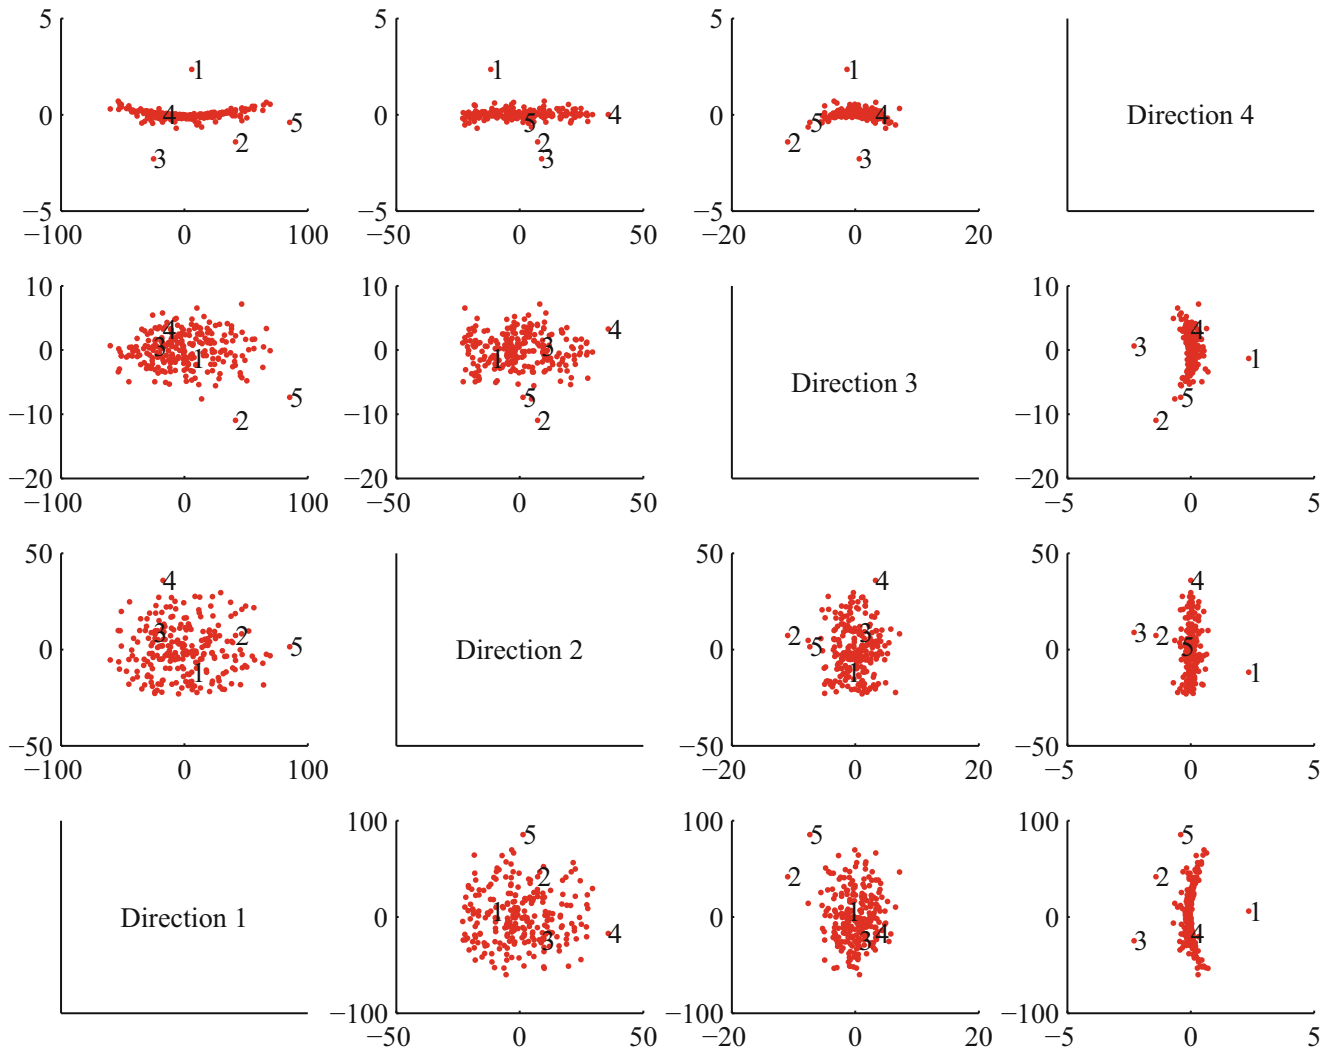 5 5 5
1 1 1
0 4 5 0 5 4 0 5 4 Direction 4
2 2 2
3 3 3
−5 −5 −5
−100 0 100 −50 0 50 −20 0 20
10 10 10
4 4 4
0 3 1 0 1 3 Direction 3 0 3 1
5 5 5
−10 2 −10 2 −10 2
−20 −20 −20
−100 0 100 −50 0 50 −5 0 5
50 50 50
4 4 4
3 2 3 3 2
0 5 Direction 2 0 2 5 0 5
1 1 1
−50 −50 −50
−100 0 100 −20 0 20 −5 0 5
100 5 100 5 100 5
2 2 2
Direction 1 0 1 0 1 0 1
3 4 3 4 3 4
−100 −100 −100
−50 0 50 −20 0 20 −5 0 5